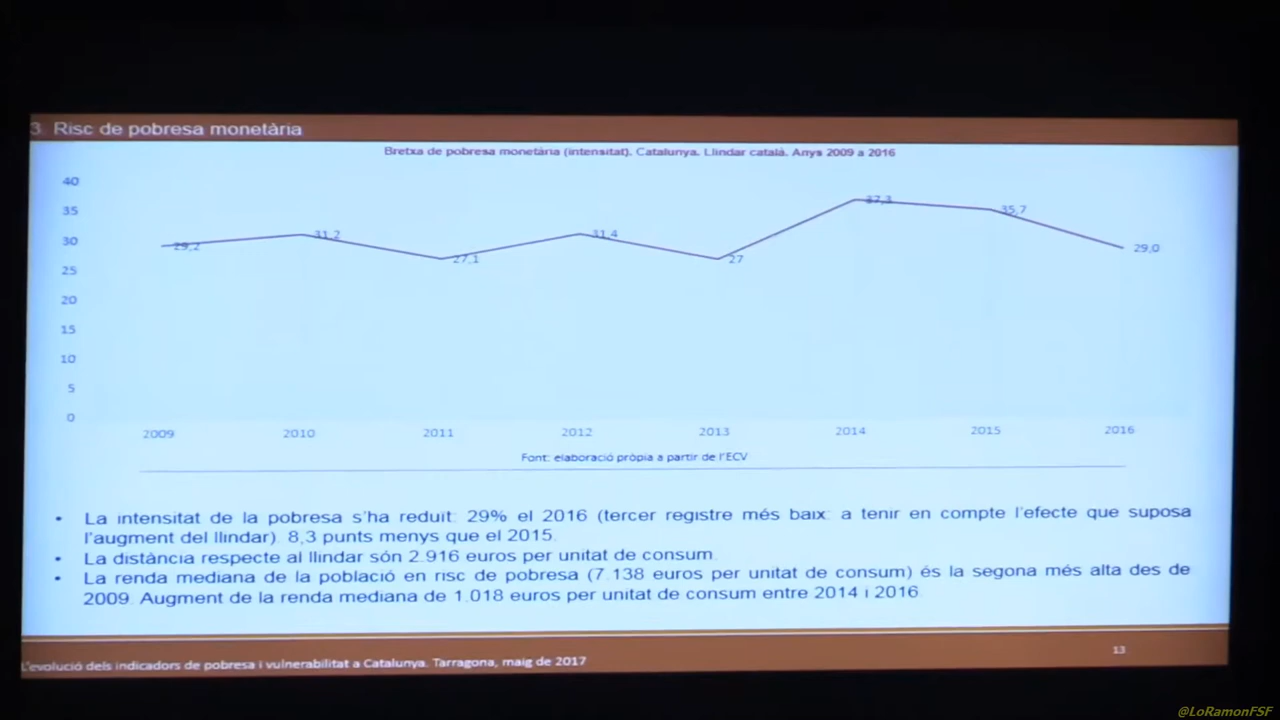 3. Risc de pobresa monetària
Bretxa de pobresa monetària (intensitat). Catalunya. Llindar català. Anys 2009 a 2016
40
35
30
25
20
15
10
5
0
29,2
31,2
27,1
31,4
27
37,3
35,7
29,0
2009 2010 2011 2012 2013 2014 2015 2016
Font: elaboració pròpia a partir de l'ECV
• La intensitat de la pobresa s'ha reduït: 29% el 2016 (tercer registre més baix: a tenir en compte l'efecte que suposa
l'augment del llindar). 8,3 punts menys que el 2015.
• La distància respecte al llindar són 2.916 euros per unitat de consum.
• La renda mediana de la població en risc de pobresa (7.138 euros per unitat de consum) és la segona més alta des de
2009. Augment de la renda mediana de 1.018 euros per unitat de consum entre 2014 i 2016
L'evolució dels indicadors de pobresa i vulnerabilitat a Catalunya. Tarragona, maig de 2017
13
@LoRamonFSF